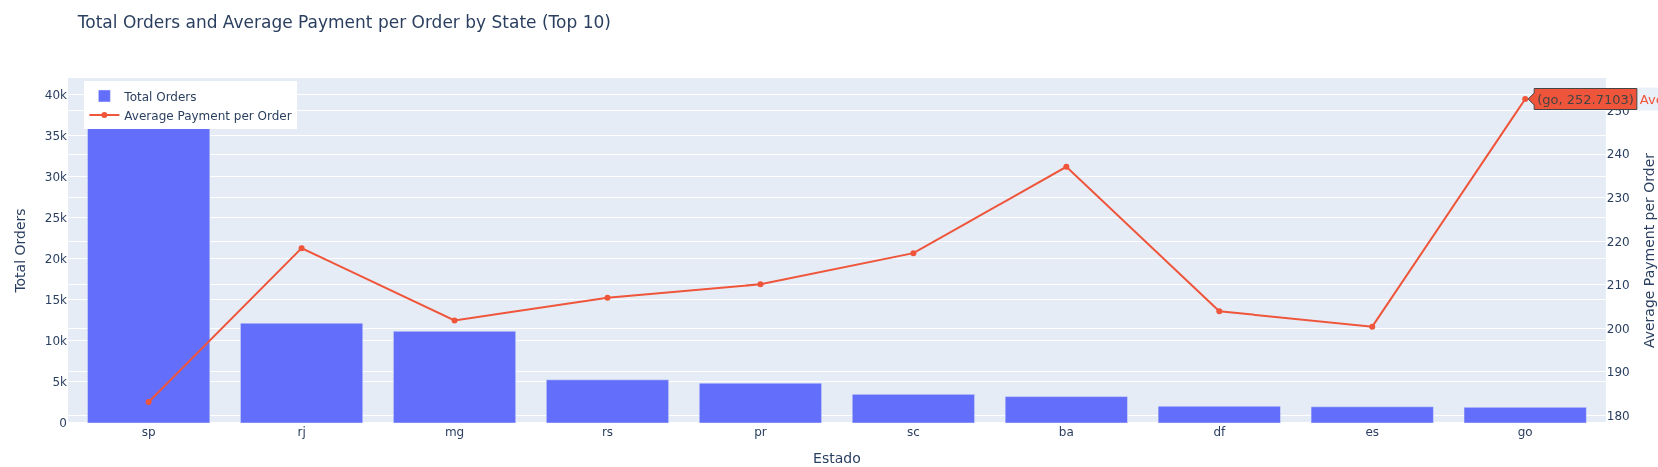 Total Orders and Average Payment per Order by State (Top 10)
Total Orders
Average Payment per Order
40k
35k
30k
25k
20k
15k
10k
5k
0
Total Orders
(go, 252.7103) Ave
250
240
230
220
210
200
190
180
Average Payment per Order
sp rj mg rs pr sc ba df es go
Estado